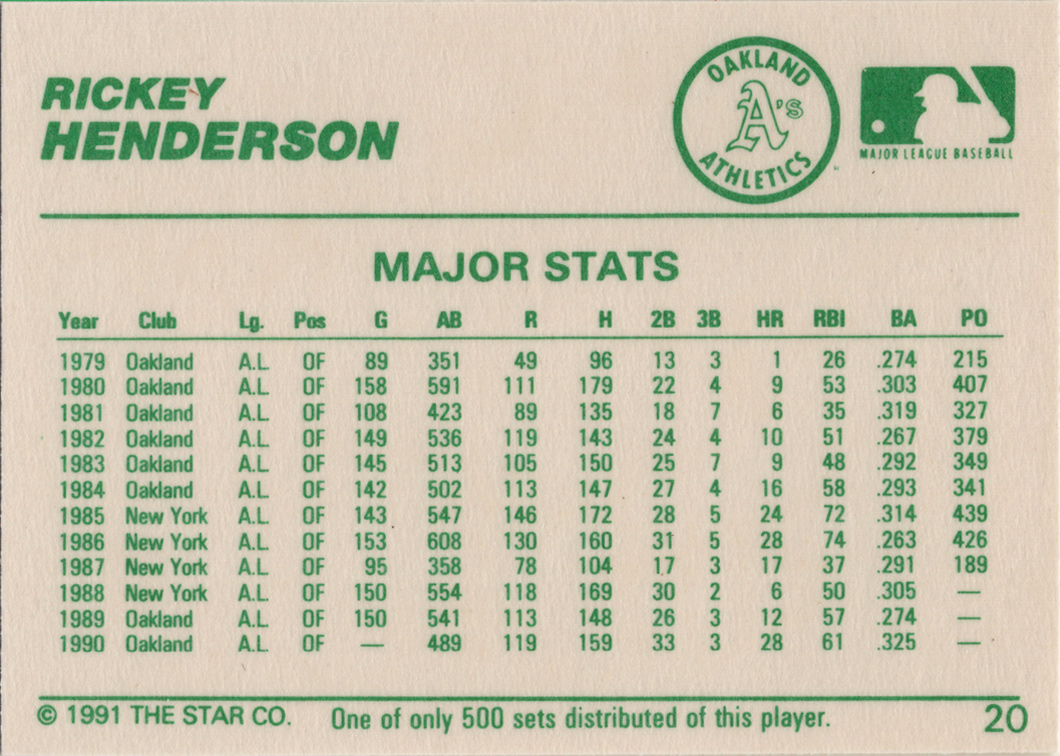 RICKEY
HENDERSON
OAKLAND
A's
ATHLETICS
MAJOR LEAGUE BASEBALL
MAJOR STATS
Year Club Lg. Pos G AB R H 2B 3B HR RBI BA PO
1979 Oakland A.L OF 89 351 49 96 13 3 1 26 .274 215
1980 Oakland A.L OF 158 591 111 179 22 4 9 53 .303 407
1981 Oakland A.L OF 108 423 89 135 18 7 6 35 .319 327
1982 Oakland A.L OF 149 536 119 143 24 4 10 51 .267 379
1983 Oakland A.L OF 145 513 105 150 25 7 9 48 .292 349
1984 Oakland A.L OF 142 502 113 147 27 4 16 58 .293 341
1985 New York A.L OF 143 547 146 172 28 5 24 72 .314 439
1986 New York A.L OF 153 608 130 160 31 5 28 74 .263 426
1987 New York A.L OF 95 358 78 104 17 3 17 37 .291 189
1988 New York A.L OF 150 554 118 169 30 2 6 50 .305 —
1989 Oakland A.L OF 150 541 113 148 26 3 12 57 .274 —
1990 Oakland A.L OF — 489 119 159 33 3 28 61 .325 —
© 1991 THE STAR CO. One of only 500 sets distributed of this player. 20